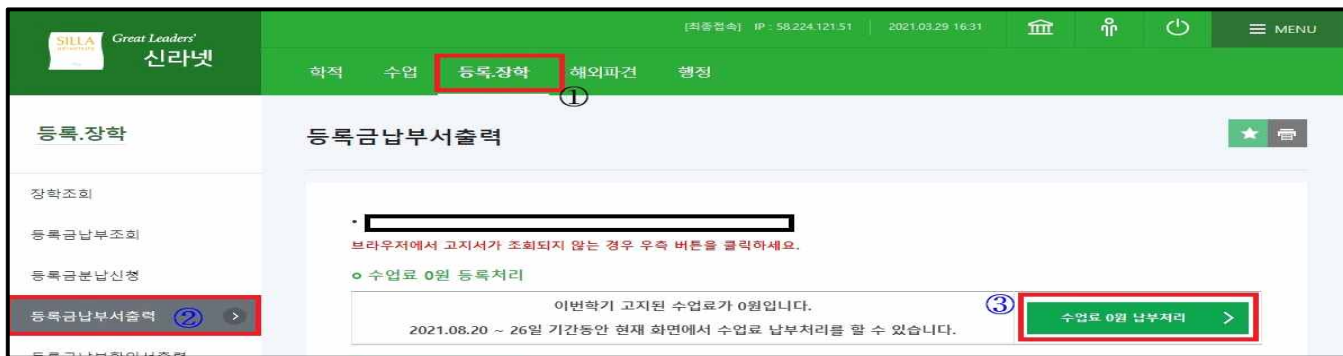 [최종접속] IP : 58.224.121.51 2021.03.29 16:31
MENU
SILLA
Great Leaders'
신라넷
학적 수업 등록.장학 해외파견 행정
①
등록.장학
등록금납부서출력
장학조회
등록금납부조회
브라우저에서 고지서가 조회되지 않는 경우 우측 버튼을 클릭하세요.
등록금분납신청
수업료 0원 등록처리
등록금납부서출력 ②
이번학기 고지된 수업료가 0원입니다.
2021.08.20 ~ 26일 기간동안 현재 화면에서 수업료 납부처리를 할 수 있습니다.
③
수업료 0원 납부처리